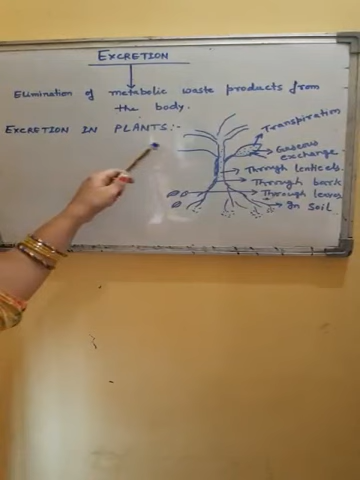 EXCRETION
Elimination of metabolic waste products from
the body.
EXCRETION IN PLANTS:-
Transpiration
Gaseous
exchange.
Through lenticels.
Through bark
Through leaves
In soil.